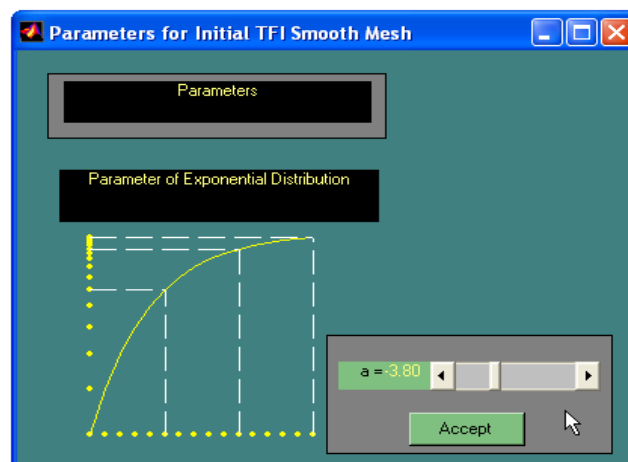 Parameters for Initial TFI Smooth Mesh
Parameters
Parameter of Exponential Distribution
a =-3.80
Accept